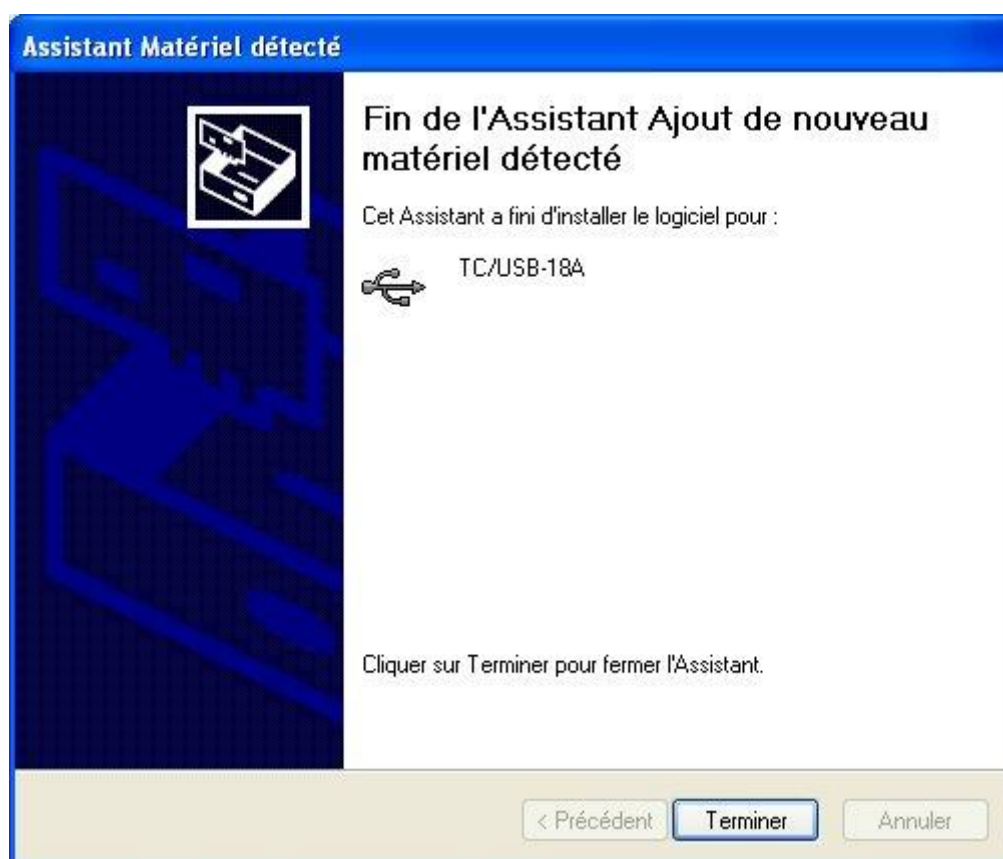 Assistant Matériel détecté
Fin de l'Assistant Ajout de nouveau
matériel détecté
Cet Assistant a fini d'installer le logiciel pour :
TC/USB-18A
Cliquer sur Terminer pour fermer l'Assistant.
< Précédent Terminer Annuler